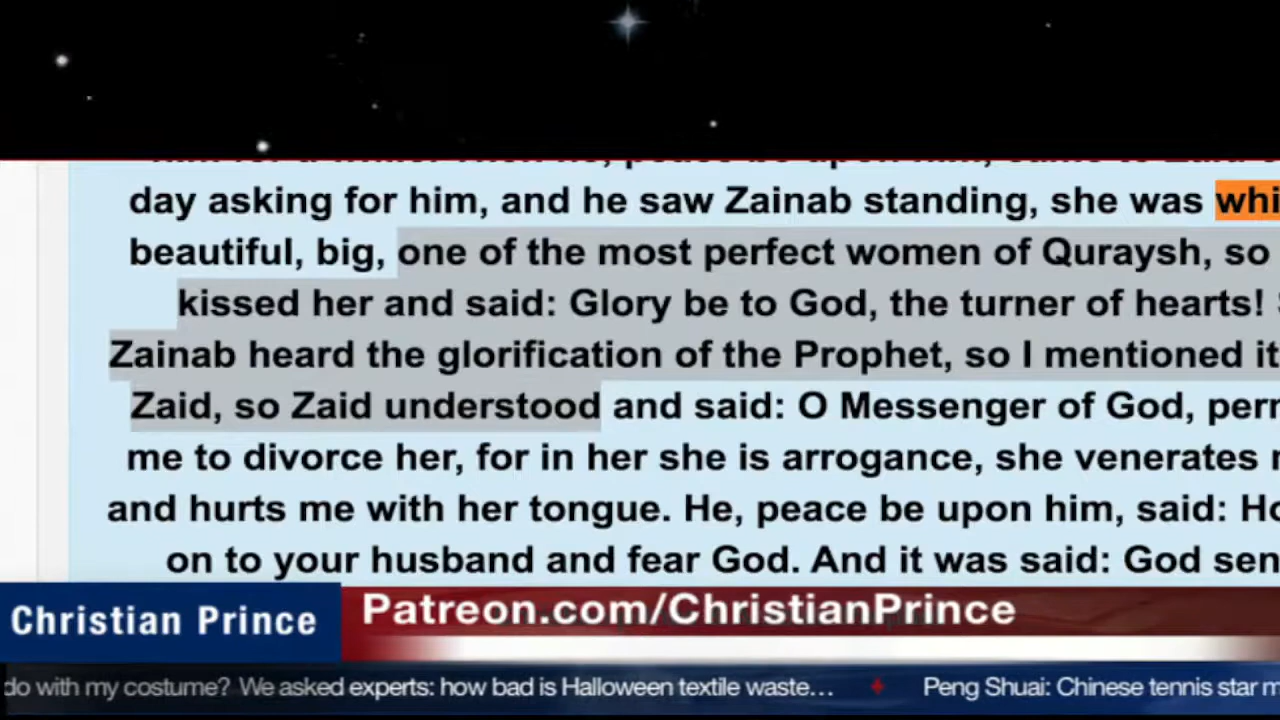 day asking for him, and he saw Zainab standing, she was
beautiful, big, one of the most perfect women of Quraysh, so
kissed her and said: Glory be to God, the turner of hearts!
Zainab heard the glorification of the Prophet, so I mentioned it
Zaid, so Zaid understood and said: O Messenger of God,
me to divorce her, for in her she is arrogance, she venerates
and hurts me with her tongue. He, peace be upon him, said:
on to your husband and fear God. And it was said: God
Christian Prince
Patreon.com/ChristianPrince
do with my costume? We asked experts: how bad is Halloween textile waste… Peng Shuai: Chinese tennis star